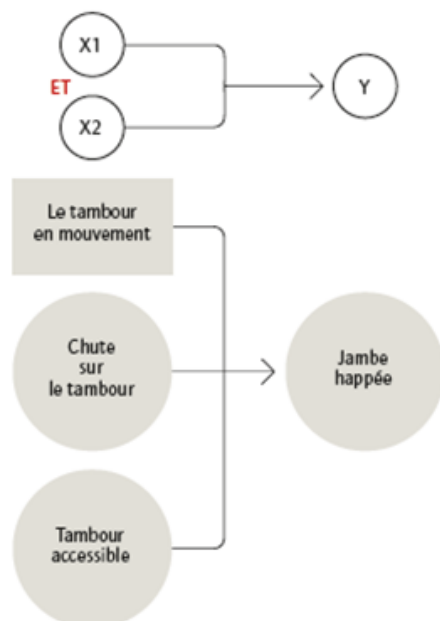 X1
ET
X2
Y
Le tambour
en mouvement
Chute
sur
le tambour
Jambe
happée
Tambour
accessible